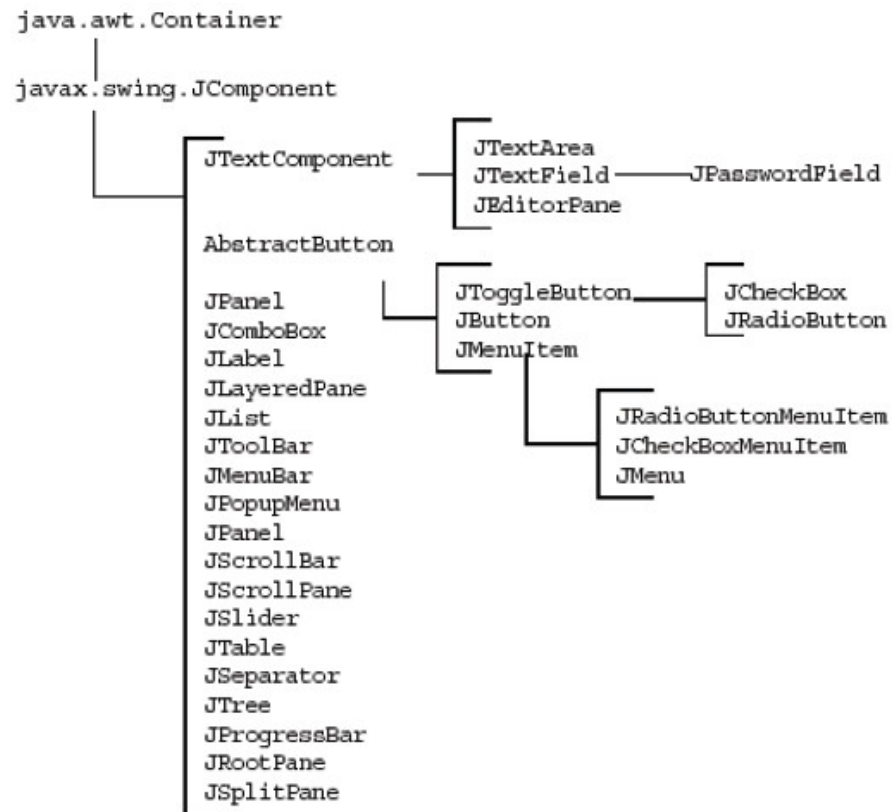 java.awt.Container
javax.swing.JComponent
JTextComponent
JTextArea
JTextField
JPasswordField
JEditorPane
AbstractButton
JToggleButton
JCheckBox
JButton
JRadioButton
JMenuItem
JRadioButtonMenuItem
JCheckBoxMenuItem
JMenu
JPanel
JComboBox
JLabel
JLayeredPane
JList
JToolBar
JMenuBar
JPopupMenu
JPanel
JScrollBar
JScrollPane
JSlider
JTable
JSeparator
JTree
JProgressBar
JRootPane
JSplitPane